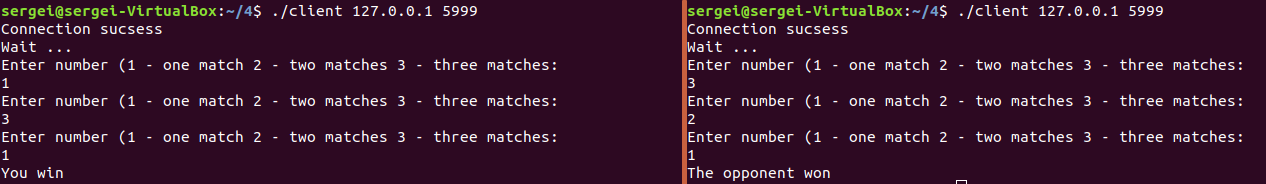 sergei@sergei-VirtualBox:~/4$ ./client 127.0.0.1 5999
Connection sucsess
Wait ...
Enter number (1 - one match 2 - two matches 3 - three matches:
1
Enter number (1 - one match 2 - two matches 3 - three matches:
3
Enter number (1 - one match 2 - two matches 3 - three matches:
1
You win
sergei@sergei-VirtualBox:~/4$ ./client 127.0.0.1 5999
Connection sucsess
Wait ...
Enter number (1 - one match 2 - two matches 3 - three matches:
3
Enter number (1 - one match 2 - two matches 3 - three matches:
2
Enter number (1 - one match 2 - two matches 3 - three matches:
1
The opponent won